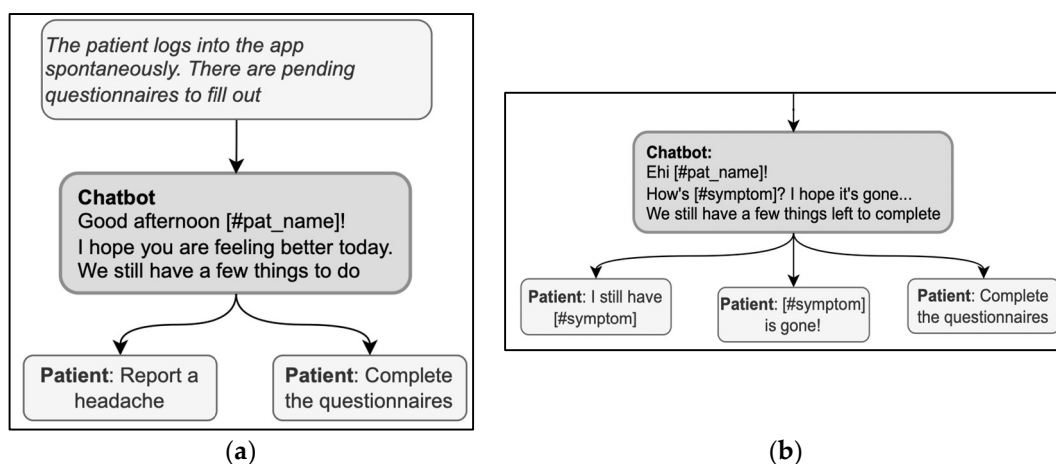 The patient logs into the app
spontaneously. There are pending
questionnaires to fill out
Chatbot
Good afternoon [#pat_name]!
I hope you are feeling better today.
We still have a few things to do
Patient: Report a
headache
Patient: Complete
the questionnaires
(a)
Chatbot:
Ehi [#pat_name]!
How's [#symptom]? I hope it's gone...
We still have a few things left to complete
Patient: I still have
[#symptom]
Patient: [#symptom]
is gone!
Patient: Complete
the questionnaires
(b)